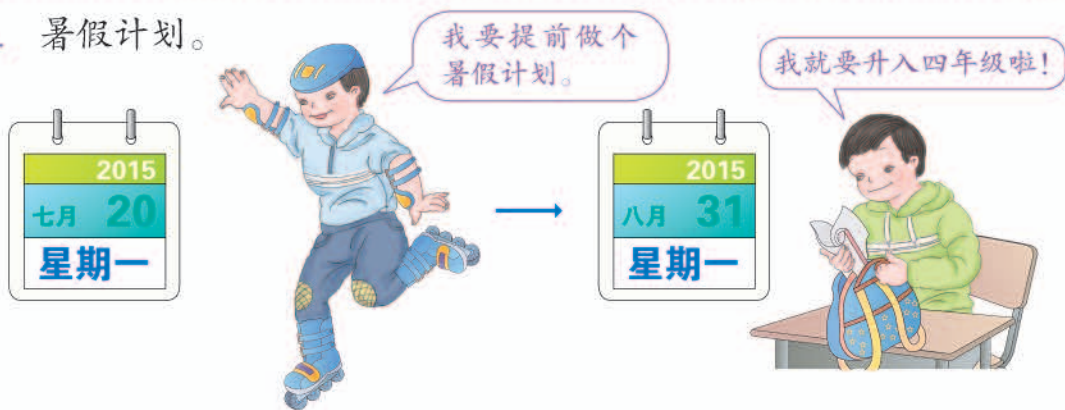 暑假计划。
我要提前做个
暑假计划。
我就要升入四年级啦!
2015
七月 20
星期一
2015
八月 31
星期一